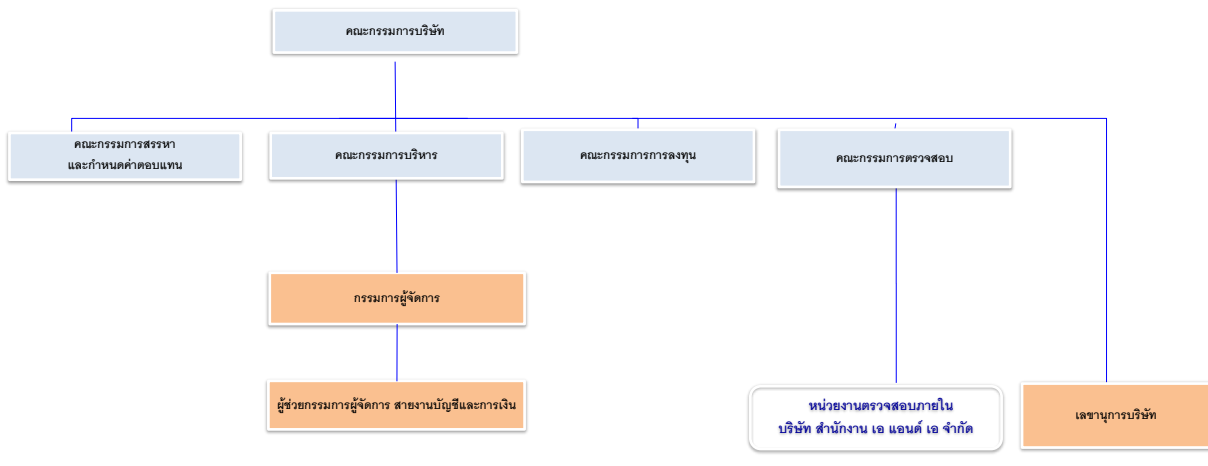 คณะกรรมการบริษัท
คณะกรรมการสรรหา
และกำหนดค่าตอบแทน
คณะกรรมการบริหาร
คณะกรรมการการลงทุน
คณะกรรมการตรวจสอบ
กรรมการผู้จัดการ
ผู้ช่วยกรรมการผู้จัดการ สายงานบัญชีและการเงิน
หน่วยงานตรวจสอบภายใน
บริษัท สำนักงาน เอ แอนด์ เอ จำกัด
เลขานุการบริษัท